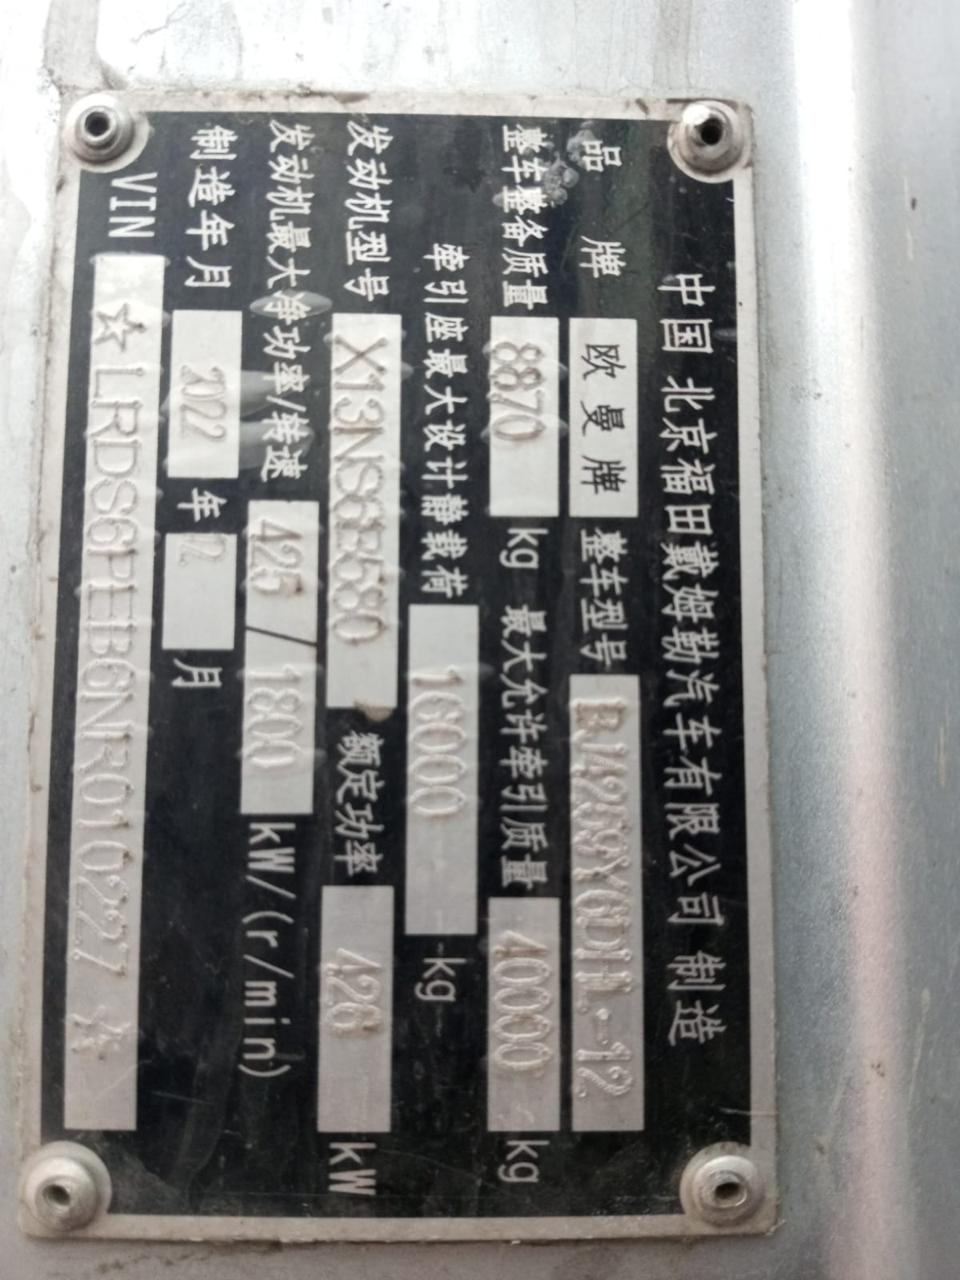 中国 北京福田戴姆勒汽车有限公司 制造
品牌 欧曼牌 整车型号 BJ4259Y6DHL-12
整车整备质量 8870 kg 最大允许牵引质量 40000 kg
牵引座最大设计静载荷 16000 kg
发动机型号 X13NS6B580 额定功率 426 kW
发动机最大净功率/转速 425/1800 kW/(r/min)
制造年月 2022 年 12 月
VIN ☆LRDS6PEB6NR010227☆